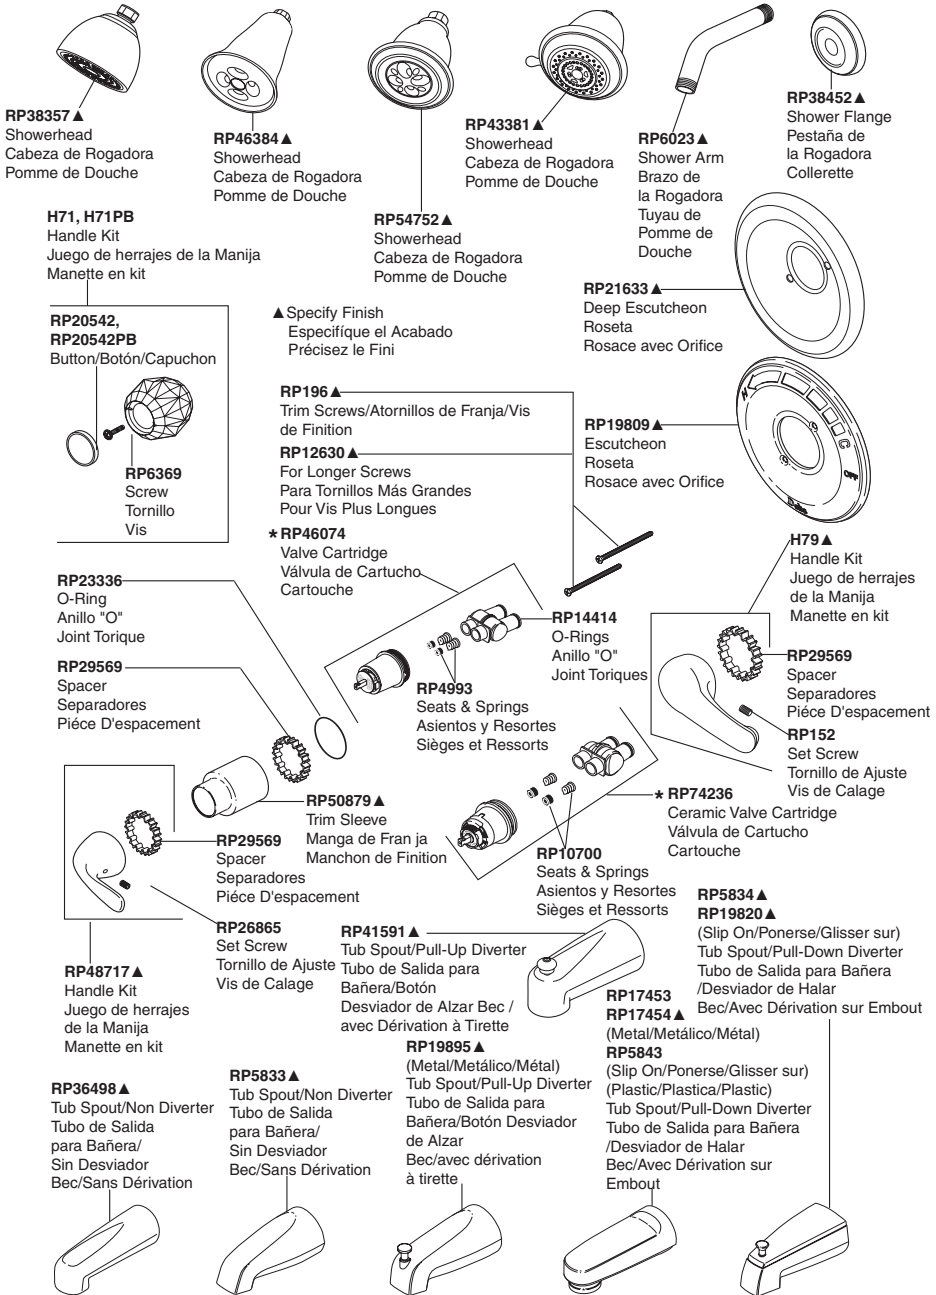 RP38357▲
Showerhead
Cabeza de Rogadora
Pomme de Douche
RP46384▲
Showerhead
Cabeza de Rogadora
Pomme de Douche
RP54752▲
Showerhead
Cabeza de Rogadora
Pomme de Douche
RP43381▲
Showerhead
Cabeza de Rogadora
Pomme de Douche
RP6023▲
Shower Arm
Brazo de
la Rogadora
Tuyau de
Pomme de
Douche
RP38452▲
Shower Flange
Pestaña de
la Rogadora
Collerette
H71, H71PB
Handle Kit
Juego de herrajes de la Manija
Manette en kit
RP20542,
RP20542PB
Button/Botón/Capuchon
RP6369
Screw
Tornillo
Vis
▲Specify Finish
Especifíque el Acabado
Précisez le Fini
RP21633▲
Deep Escutcheon
Roseta
Rosace avec Orifice
RP196▲
Trim Screws/Atornillos de Franja/Vis
de Finition
RP12630▲
For Longer Screws
Para Tornillos Más Grandes
Pour Vis Plus Longues
RP19809▲
Escutcheon
Roseta
Rosace avec Orifice
H
C
OFF
Delta
*RP46074
Valve Cartridge
Válvula de Cartucho
Cartouche
H79▲
Handle Kit
Juego de herrajes
de la Manija
Manette en kit
RP23336
O-Ring
Anillo "O"
Joint Torique
RP14414
O-Rings
Anillo "O"
Joint Toriques
RP29569
Spacer
Separadores
Piéce D'espacement
RP4993
Seats & Springs
Asientos y Resortes
Sièges et Ressorts
RP29569
Spacer
Separadores
Piéce D'espacement
RP152
Set Screw
Tornillo de Ajuste
Vis de Calage
RP50879▲
Trim Sleeve
Manga de Fran ja
Manchon de Finition
*RP74236
Ceramic Valve Cartridge
Válvula de Cartucho
Cartouche
RP29569
Spacer
Separadores
Piéce D'espacement
RP10700
Seats & Springs
Asientos y Resortes
Sièges et Ressorts
RP26865
Set Screw
Tornillo de Ajuste
Vis de Calage
RP48717▲
Handle Kit
Juego de herrajes
de la Manija
Manette en kit
RP41591▲
Tub Spout/Pull-Up Diverter
Tubo de Salida para
Bañera/Botón
Desviador de Alzar Bec /
avec Dérivation à Tirette
RP5834▲
RP19820▲
(Slip On/Ponerse/Glisser sur)
Tub Spout/Pull-Down Diverter
Tubo de Salida para Bañera
/Desviador de Halar
Bec/Avec Dérivation sur Embout
RP17453
RP17454▲
(Metal/Metálico/Métal)
RP5843
(Slip On/Ponerse/Glisser sur)
(Plastic/Plastica/Plastic)
Tub Spout/Pull-Down Diverter
Tubo de Salida para Bañera
/Desviador de Halar
Bec/Avec Dérivation sur
Embout
RP36498▲
Tub Spout/Non Diverter
Tubo de Salida
para Bañera/
Sin Desviador
Bec/Sans Dérivation
RP5833▲
Tub Spout/Non Diverter
Tubo de Salida
para Bañera/
Sin Desviador
Bec/Sans Dérivation
RP19895▲
(Metal/Metálico/Métal)
Tub Spout/Pull-Up Diverter
Tubo de Salida para
Bañera/Botón Desviador
de Alzar
Bec/avec dérivation
à tirette